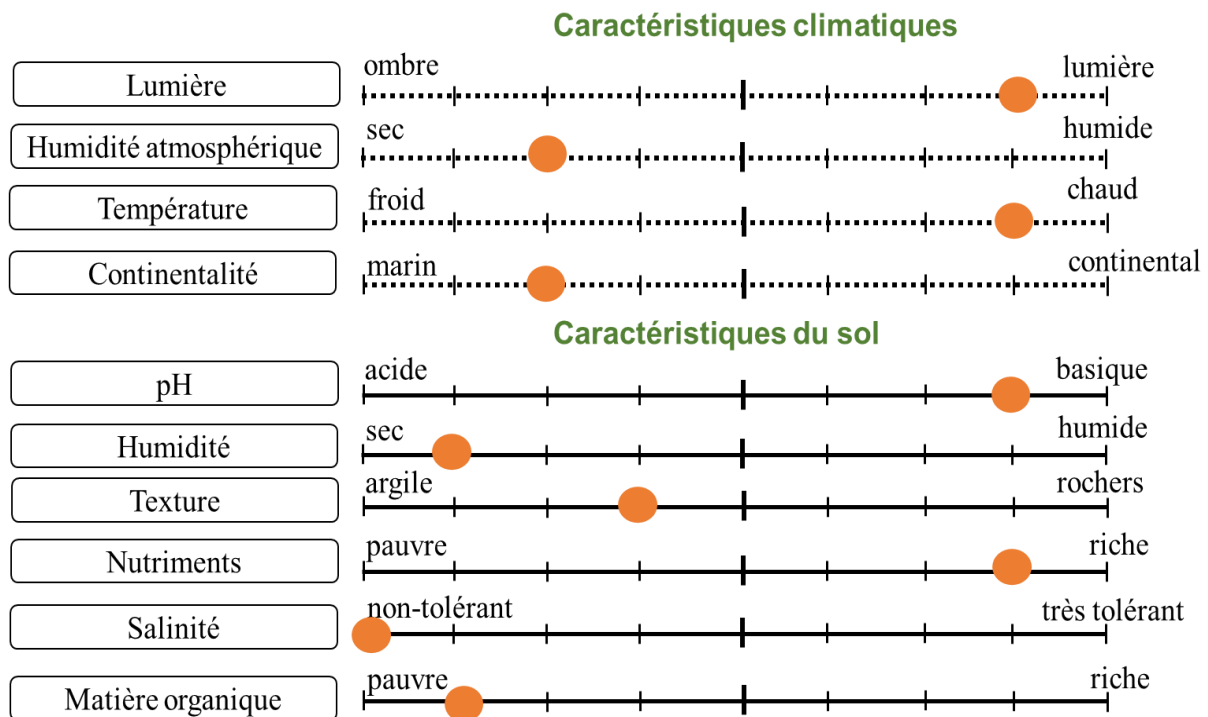 Caractéristiques climatiques
Lumière
ombre
lumière
Humidité atmosphérique
sec
humide
Température
froid
chaud
Continentalité
marin
continental
Caractéristiques du sol
pH
acide
basique
Humidité
sec
humide
Texture
argile
rochers
Nutriments
pauvre
riche
Salinité
non-tolérant
très tolérant
Matière organique
pauvre
riche